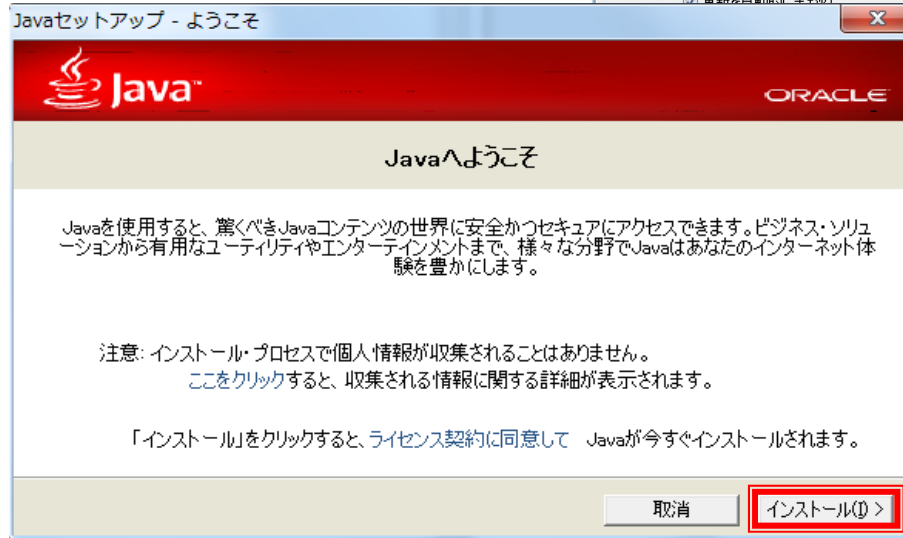 Javaセットアップ - ようこそ
Java™
ORACLE
Javaへようこそ
Javaを使用すると、驚くべきJavaコンテンツの世界に安全かつセキュアにアクセスできます。ビジネス・ソリュ
ーションから有用なユーティリティやエンターテインメントまで、様々な分野でJavaはあなたのインターネット体
験を豊かにします。
注意: インストール・プロセスで個人情報が収集されることはありません。
ここをクリックすると、収集される情報に関する詳細が表示されます。
「インストール」をクリックすると、ライセンス契約に同意して Javaが今すぐインストールされます。
取消
インストール(I) >